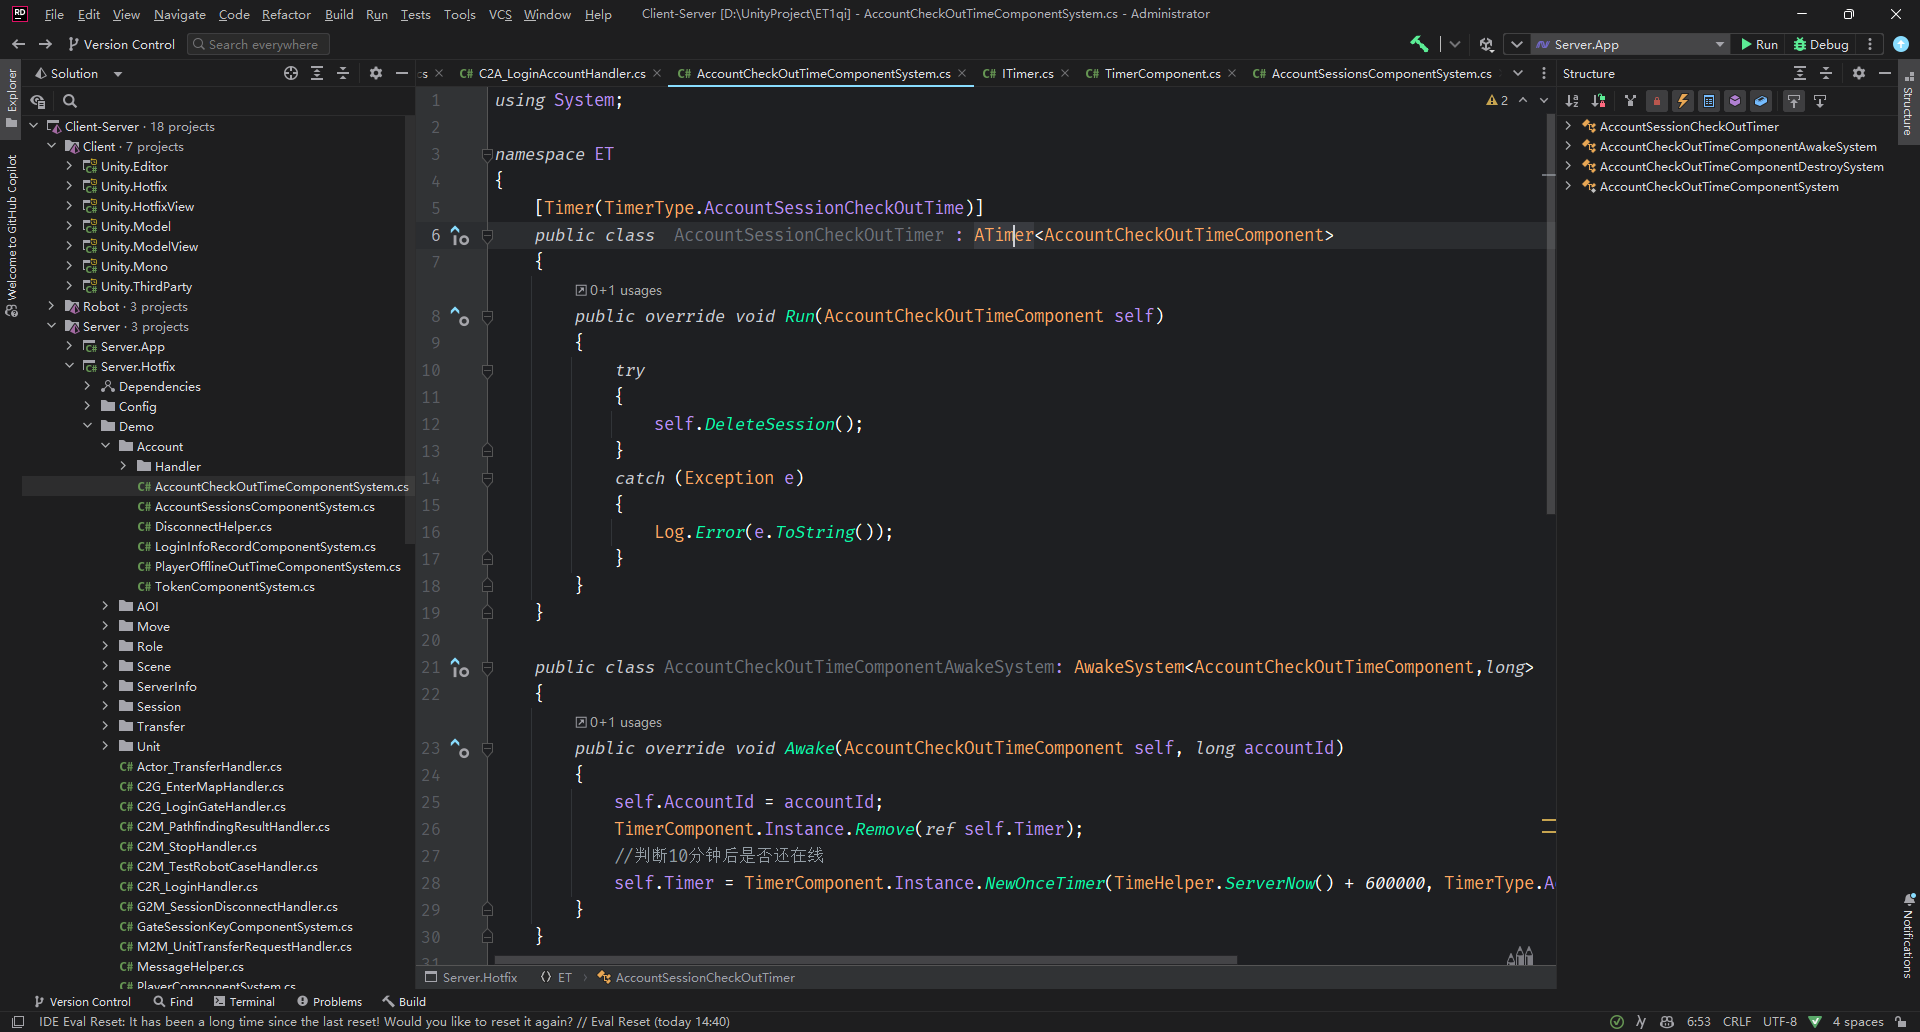 File Edit View Navigate Code Refactor Build Run Tests Tools VCS Window Help Client-Server [D:\UnityProject\ET1qi] - AccountCheckOutTimeComponentSystem.cs - Administrator
Version Control Search everywhere Server.App Run Debug
Solution
cs C# C2A_LoginAccountHandler.cs C# AccountCheckOutTimeComponentSystem.cs C# ITimer.cs C# TimerComponent.cs C# AccountSessionsComponentSystem.cs
Structure
Explorer
Welcome to GitHub Copilot
Client-Server · 18 projects
Client · 7 projects
Unity.Editor
Unity.Hotfix
Unity.HotfixView
Unity.Model
Unity.ModelView
Unity.Mono
Unity.ThirdParty
Robot · 3 projects
Server · 3 projects
Server.App
Server.Hotfix
Dependencies
Config
Demo
Account
Handler
C# AccountCheckOutTimeComponentSystem.cs
C# AccountSessionsComponentSystem.cs
C# DisconnectHelper.cs
C# LoginInfoRecordComponentSystem.cs
C# PlayerOfflineOutTimeComponentSystem.cs
C# TokenComponentSystem.cs
AOI
Move
Role
Scene
ServerInfo
Session
Transfer
Unit
C# Actor_TransferHandler.cs
C# C2G_EnterMapHandler.cs
C# C2G_LoginGateHandler.cs
C# C2M_PathfindingResultHandler.cs
C# C2M_StopHandler.cs
C# C2M_TestRobotCaseHandler.cs
C# C2R_LoginHandler.cs
C# G2M_SessionDisconnectHandler.cs
C# GateSessionKeyComponentSystem.cs
C# M2M_UnitTransferRequestHandler.cs
C# MessageHelper.cs
C# PlayerComponentSystem.cs
1 using System;
2
2
3 namespace ET
4 {
5 [Timer(TimerType.AccountSessionCheckOutTime)]
6 public class AccountSessionCheckOutTimer : ATimer<AccountCheckOutTimeComponent>
7 {
0+1 usages
8 public override void Run(AccountCheckOutTimeComponent self)
9 {
10 try
11 {
12 self.DeleteSession();
13 }
14 catch (Exception e)
15 {
16 Log.Error(e.ToString());
17 }
18 }
19 }
20
21 public class AccountCheckOutTimeComponentAwakeSystem: AwakeSystem<AccountCheckOutTimeComponent,long>
22 {
0+1 usages
23 public override void Awake(AccountCheckOutTimeComponent self, long accountId)
24 {
25 self.AccountId = accountId;
26 TimerComponent.Instance.Remove(ref self.Timer);
27 //判断10分钟后是否还在线
28 self.Timer = TimerComponent.Instance.NewOnceTimer(TimeHelper.ServerNow() + 600000, TimerType.A
29 }
30 }
31
AccountSessionCheckOutTimer
AccountCheckOutTimeComponentAwakeSystem
AccountCheckOutTimeComponentDestroySystem
AccountCheckOutTimeComponentSystem
Structure
Notifications
Server.Hotfix ET AccountSessionCheckOutTimer
Version Control Find Terminal Problems Build
IDE Eval Reset: It has been a long time since the last reset! Would you like to reset it again? // Eval Reset (today 14:40) 6:53 CRLF UTF-8 4 spaces